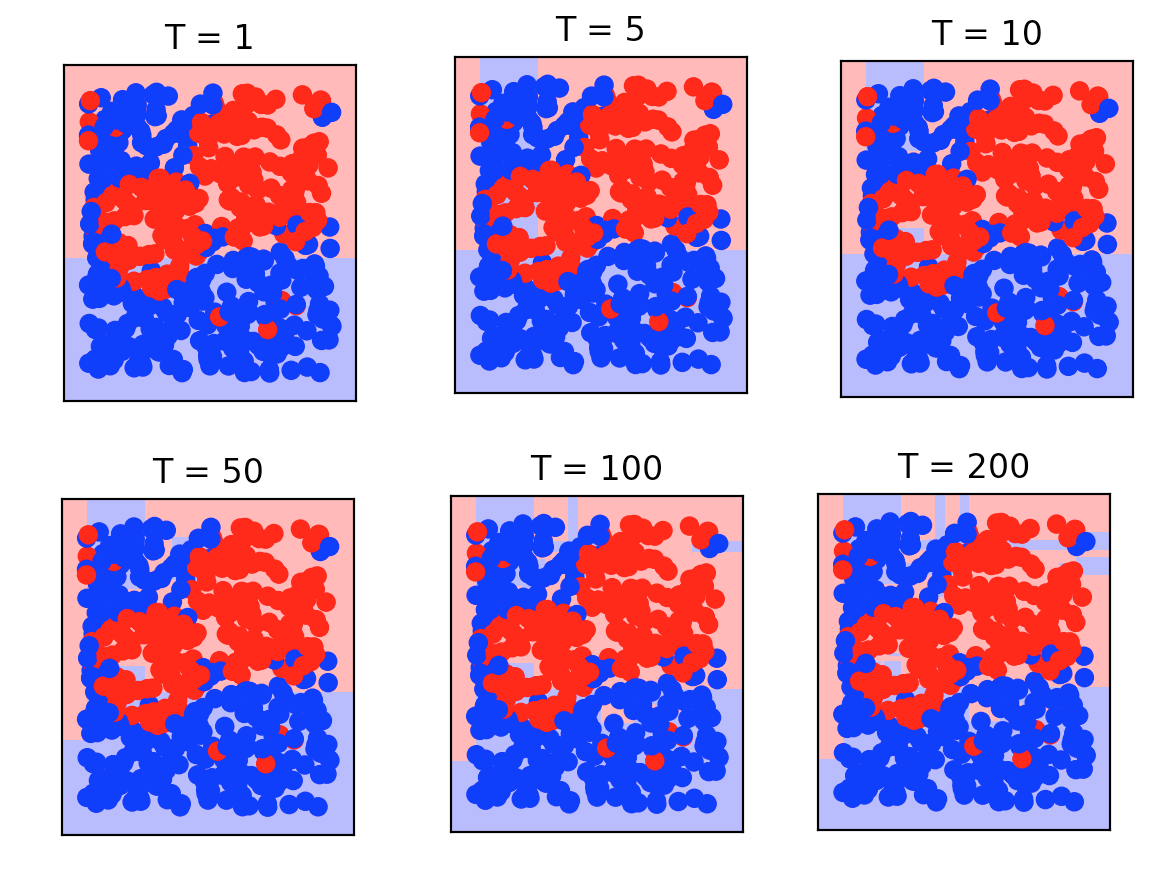 T = 1
T = 5
T = 10
T = 50
T = 100
T = 200